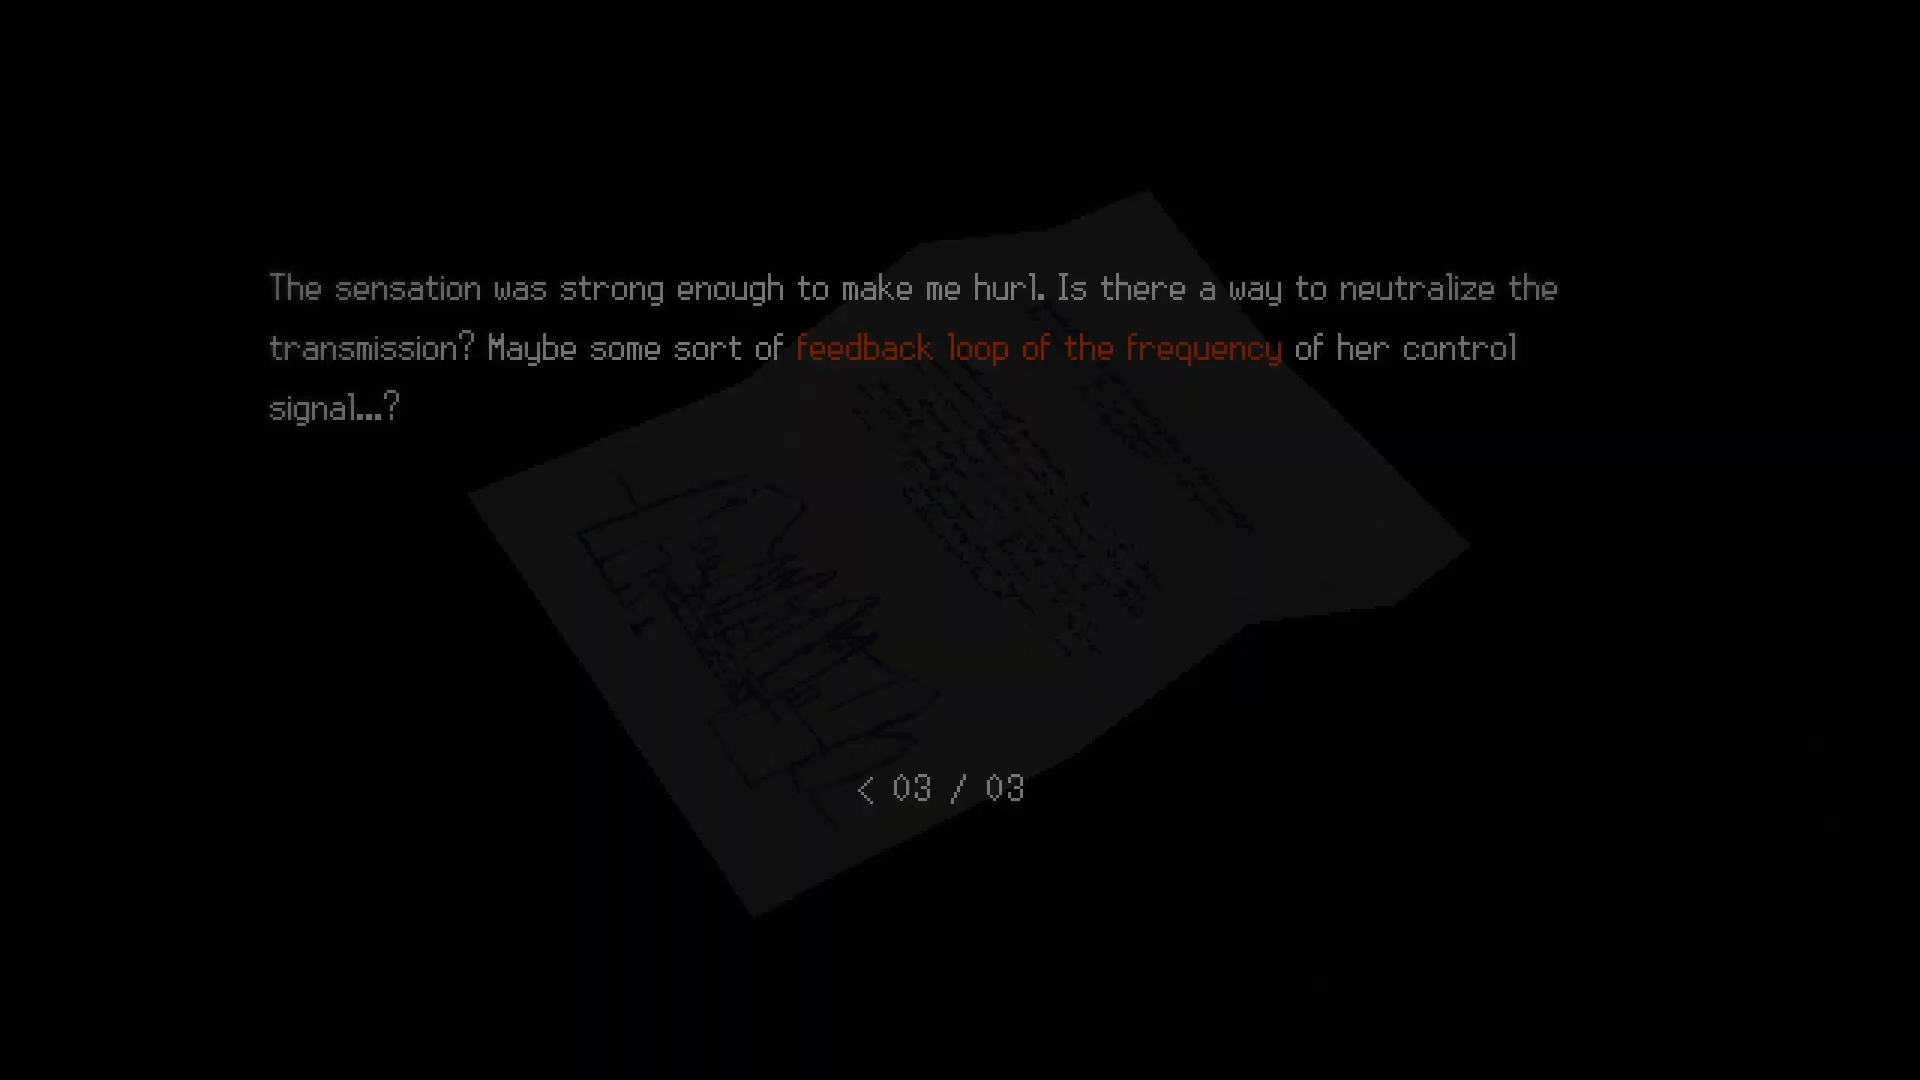 The sensation was strong enough to make me hurl. Is there a way to neutralize the
transmission? Maybe some sort of feedback loop of the frequency of her control
signal...?
< 03 / 03